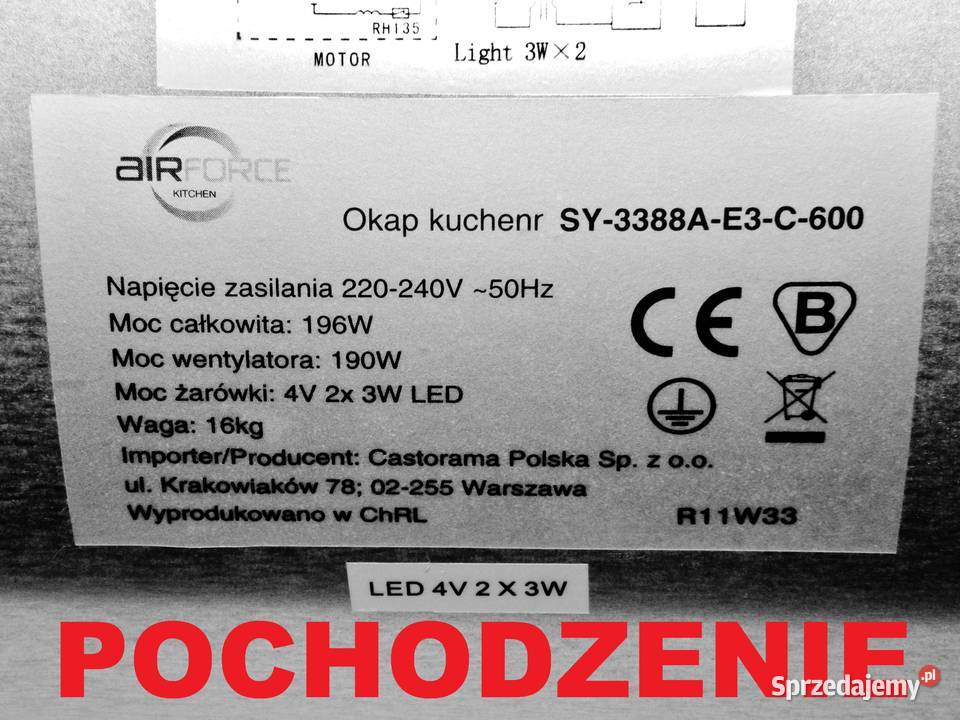 RH135
MOTOR
Light 3W×2
AIRFORCE
KITCHEN
Okap kuchenr SY-3388A-E3-C-600
Napięcie zasilania 220-240V ~50Hz
Moc całkowita: 196W
Moc wentylatora: 190W
Moc żarówki: 4V 2x 3W LED
Waga: 16kg
Importer/Producent: Castorama Polska Sp. z o.o.
ul. Krakowiaków 78; 02-255 Warszawa
Wyprodukowano w ChRL
R11W33
CE
B
LED 4V 2 X 3W
POCHODZENIE
Sprzedajemy.pl